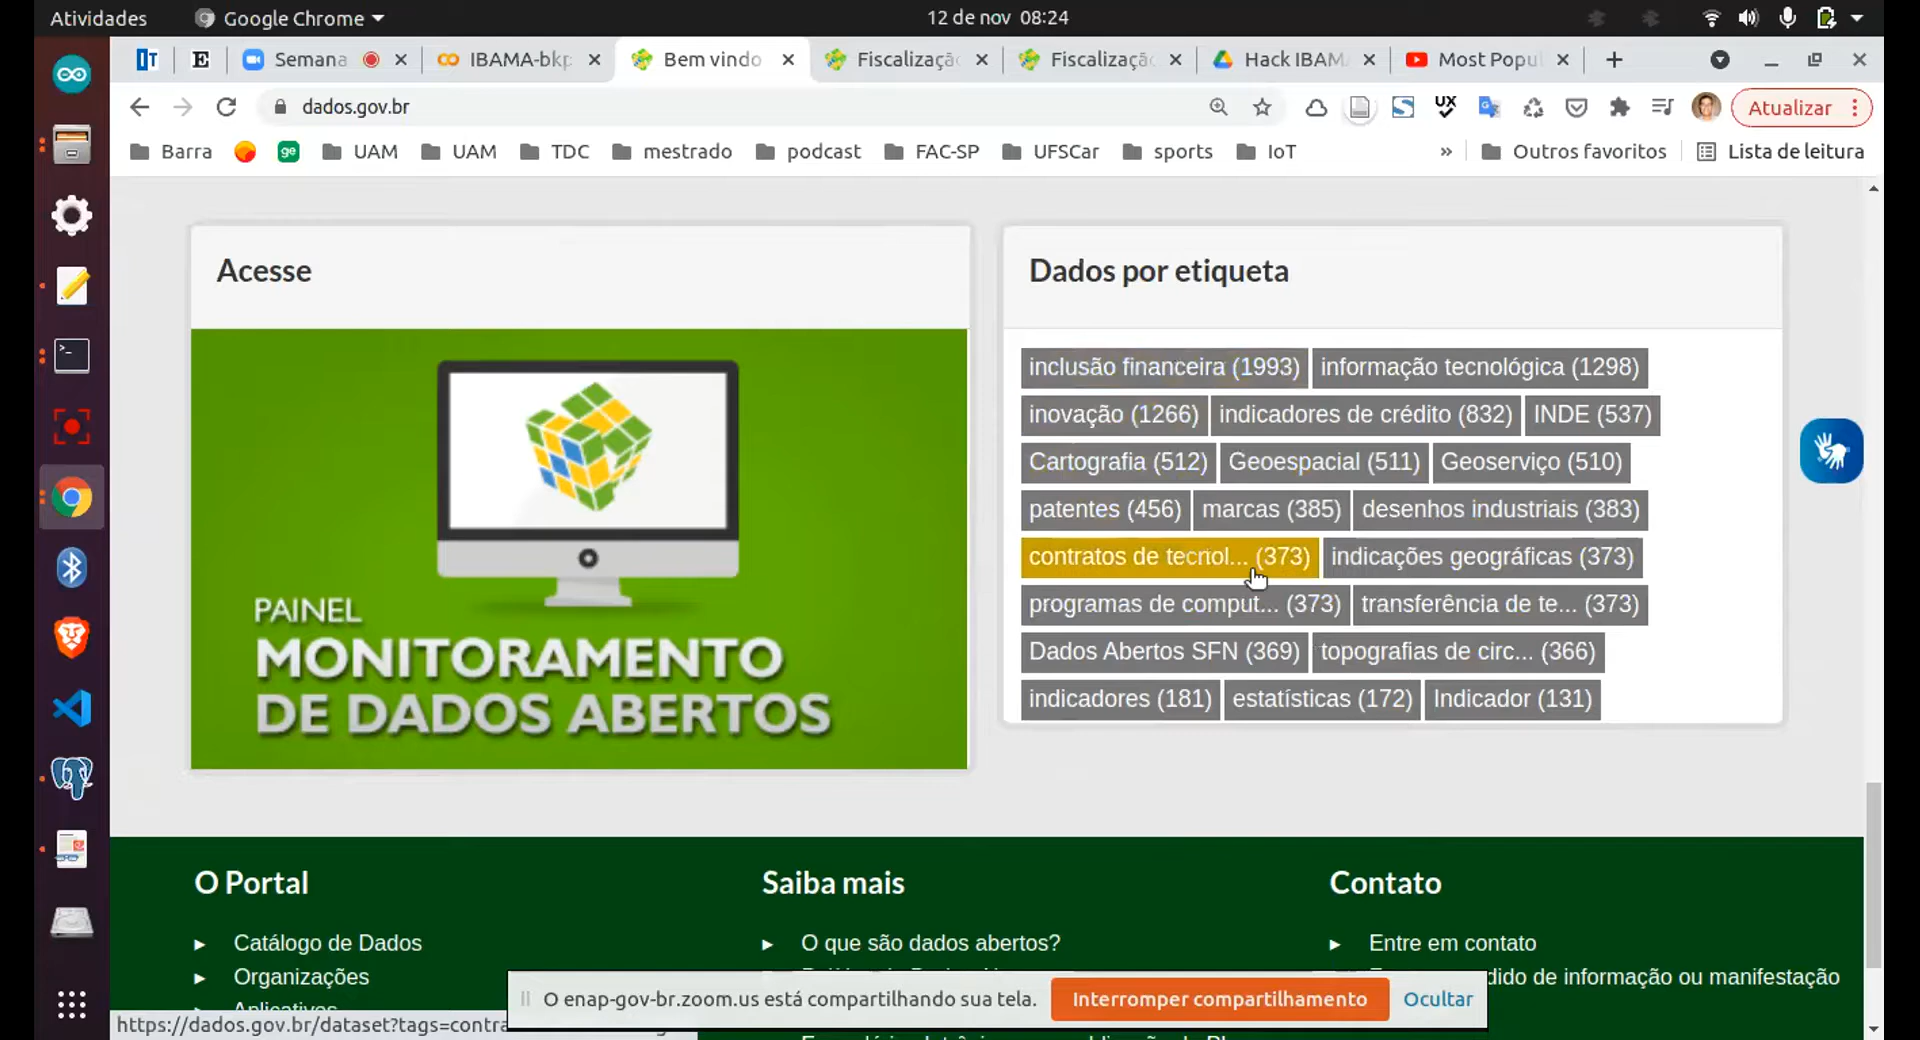 Atividades
Google Chrome
12 de nov 08:24
Semana
IBAMA-bkp
Bem vindo
Fiscalização
Fiscalização
Hack IBAMA
Most Popul
dados.gov.br
Atualizar
Barra
ge
UAM
UAM
TDC
mestrado
podcast
FAC-SP
UFSCar
sports
IoT
»
Outros favoritos
Lista de leitura
Acesse
PAINEL
MONITORAMENTO
DE DADOS ABERTOS
Dados por etiqueta
inclusão financeira (1993) informação tecnológica (1298)
inovação (1266) indicadores de crédito (832) INDE (537)
Cartografia (512) Geoespacial (511) Geoserviço (510)
patentes (456) marcas (385) desenhos industriais (383)
contratos de tecnol... (373) indicações geográficas (373)
programas de comput... (373) transferência de te... (373)
Dados Abertos SFN (369) topografias de circ... (366)
indicadores (181) estatísticas (172) Indicador (131)
O Portal
Catálogo de Dados
Organizações
Aplicativos
Saiba mais
O que são dados abertos?
Contato
Entre em contato
dido de informação ou manifestação
O enap-gov-br.zoom.us está compartilhando sua tela.
Interromper compartilhamento
Ocultar
https://dados.gov.br/dataset?tags=contra